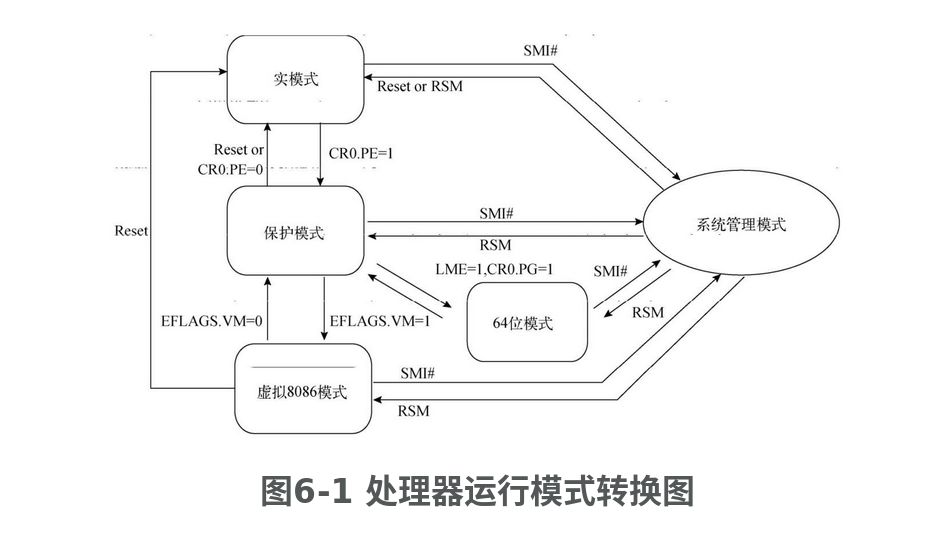 SMI#
实模式
Reset or RSM
Reset or
CR0.PE=0
CR0.PE=1
SMI#
系统管理模式
Reset
保护模式
RSM
LME=1,CR0.PG=1
SMI#
RSM
EFLAGS.VM=0
EFLAGS.VM=1
64位模式
SMI#
虚拟8086模式
RSM
图6-1 处理器运行模式转换图